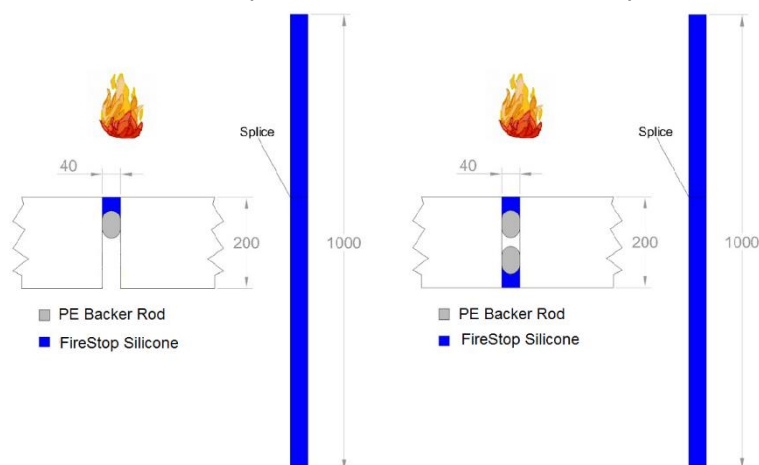 Splice
40
200
1000
PE Backer Rod
FireStop Silicone
Splice
40
200
1000
PE Backer Rod
FireStop Silicone